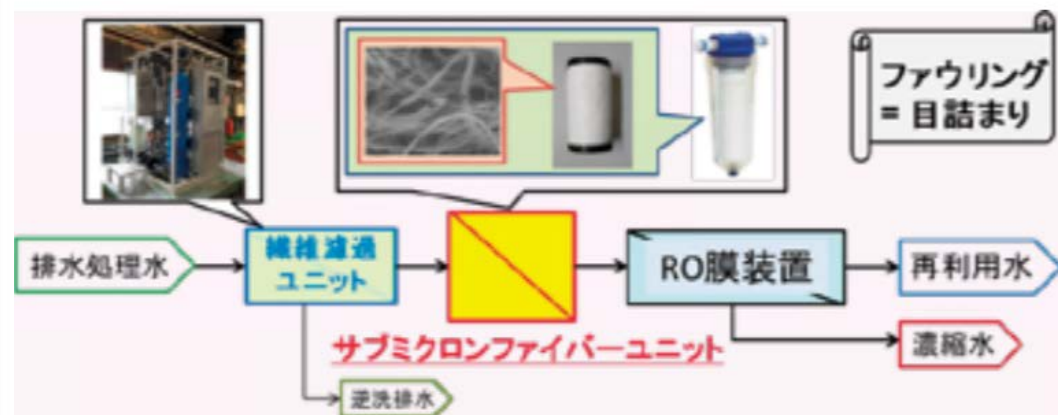 ファウリング
= 目詰まり
排水処理水
繊維濾過
ユニット
RO膜装置
再利用水
サブミクロンファイバーユニット
濃縮水
逆洗排水